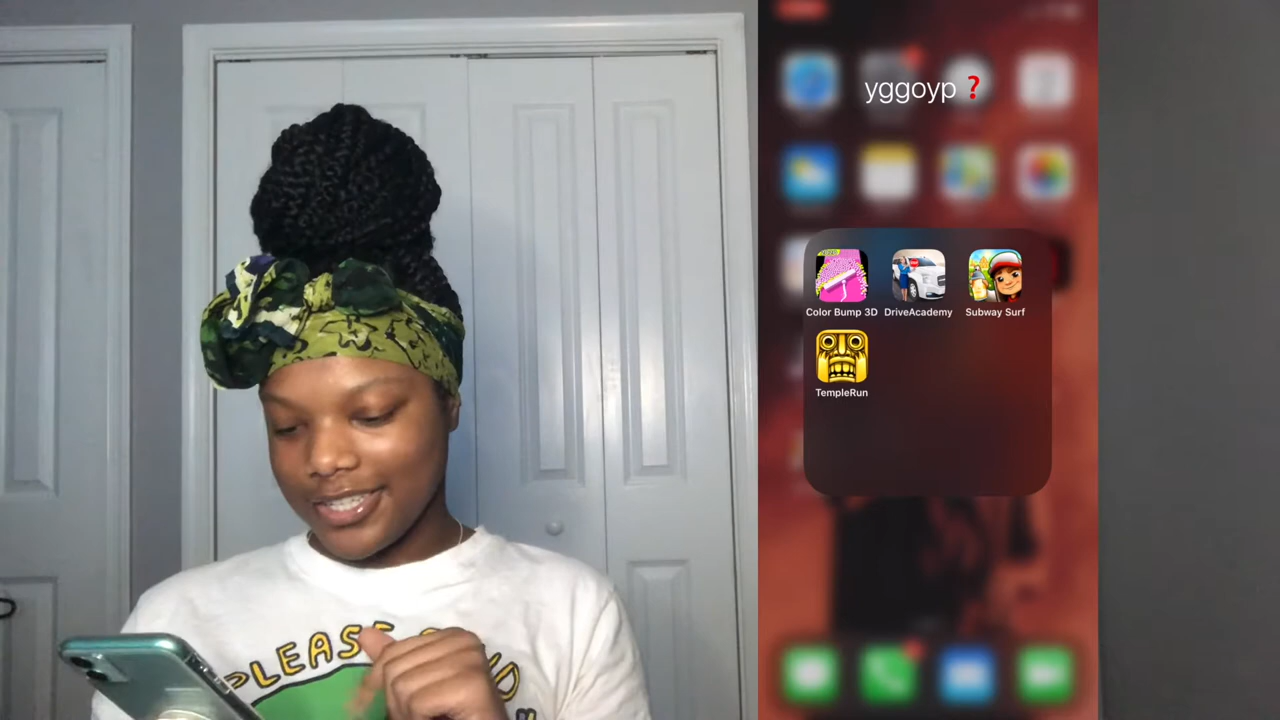 yggoyp ❓
Color Bump 3D
DriveAcademy
Subway Surf
TempleRun
PLEASE